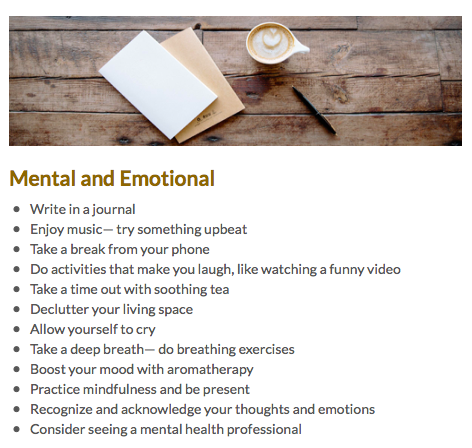 Mental and Emotional
Write in a journal
Enjoy music— try something upbeat
Take a break from your phone
Do activities that make you laugh, like watching a funny video
Take a time out with soothing tea
Declutter your living space
Allow yourself to cry
Take a deep breath— do breathing exercises
Boost your mood with aromatherapy
Practice mindfulness and be present
Recognize and acknowledge your thoughts and emotions
Consider seeing a mental health professional